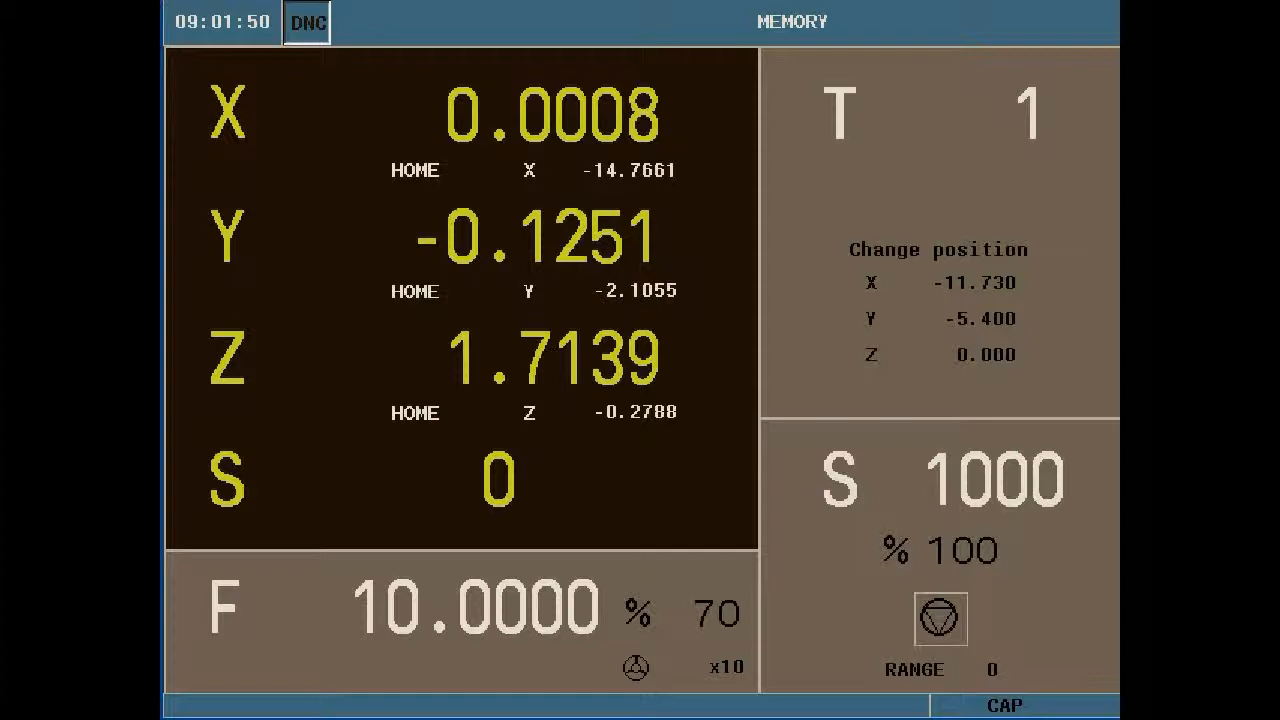 09:01:50 DNC MEMORY
X 0.0008
HOME X -14.7661
Y -0.1251
HOME Y -2.1055
Z 1.7139
HOME Z -0.2788
S 0
F 10.0000 % 70
x10
T 1
Change position
X -11.730
Y -5.400
Z 0.000
S 1000
% 100
RANGE 0
CAP